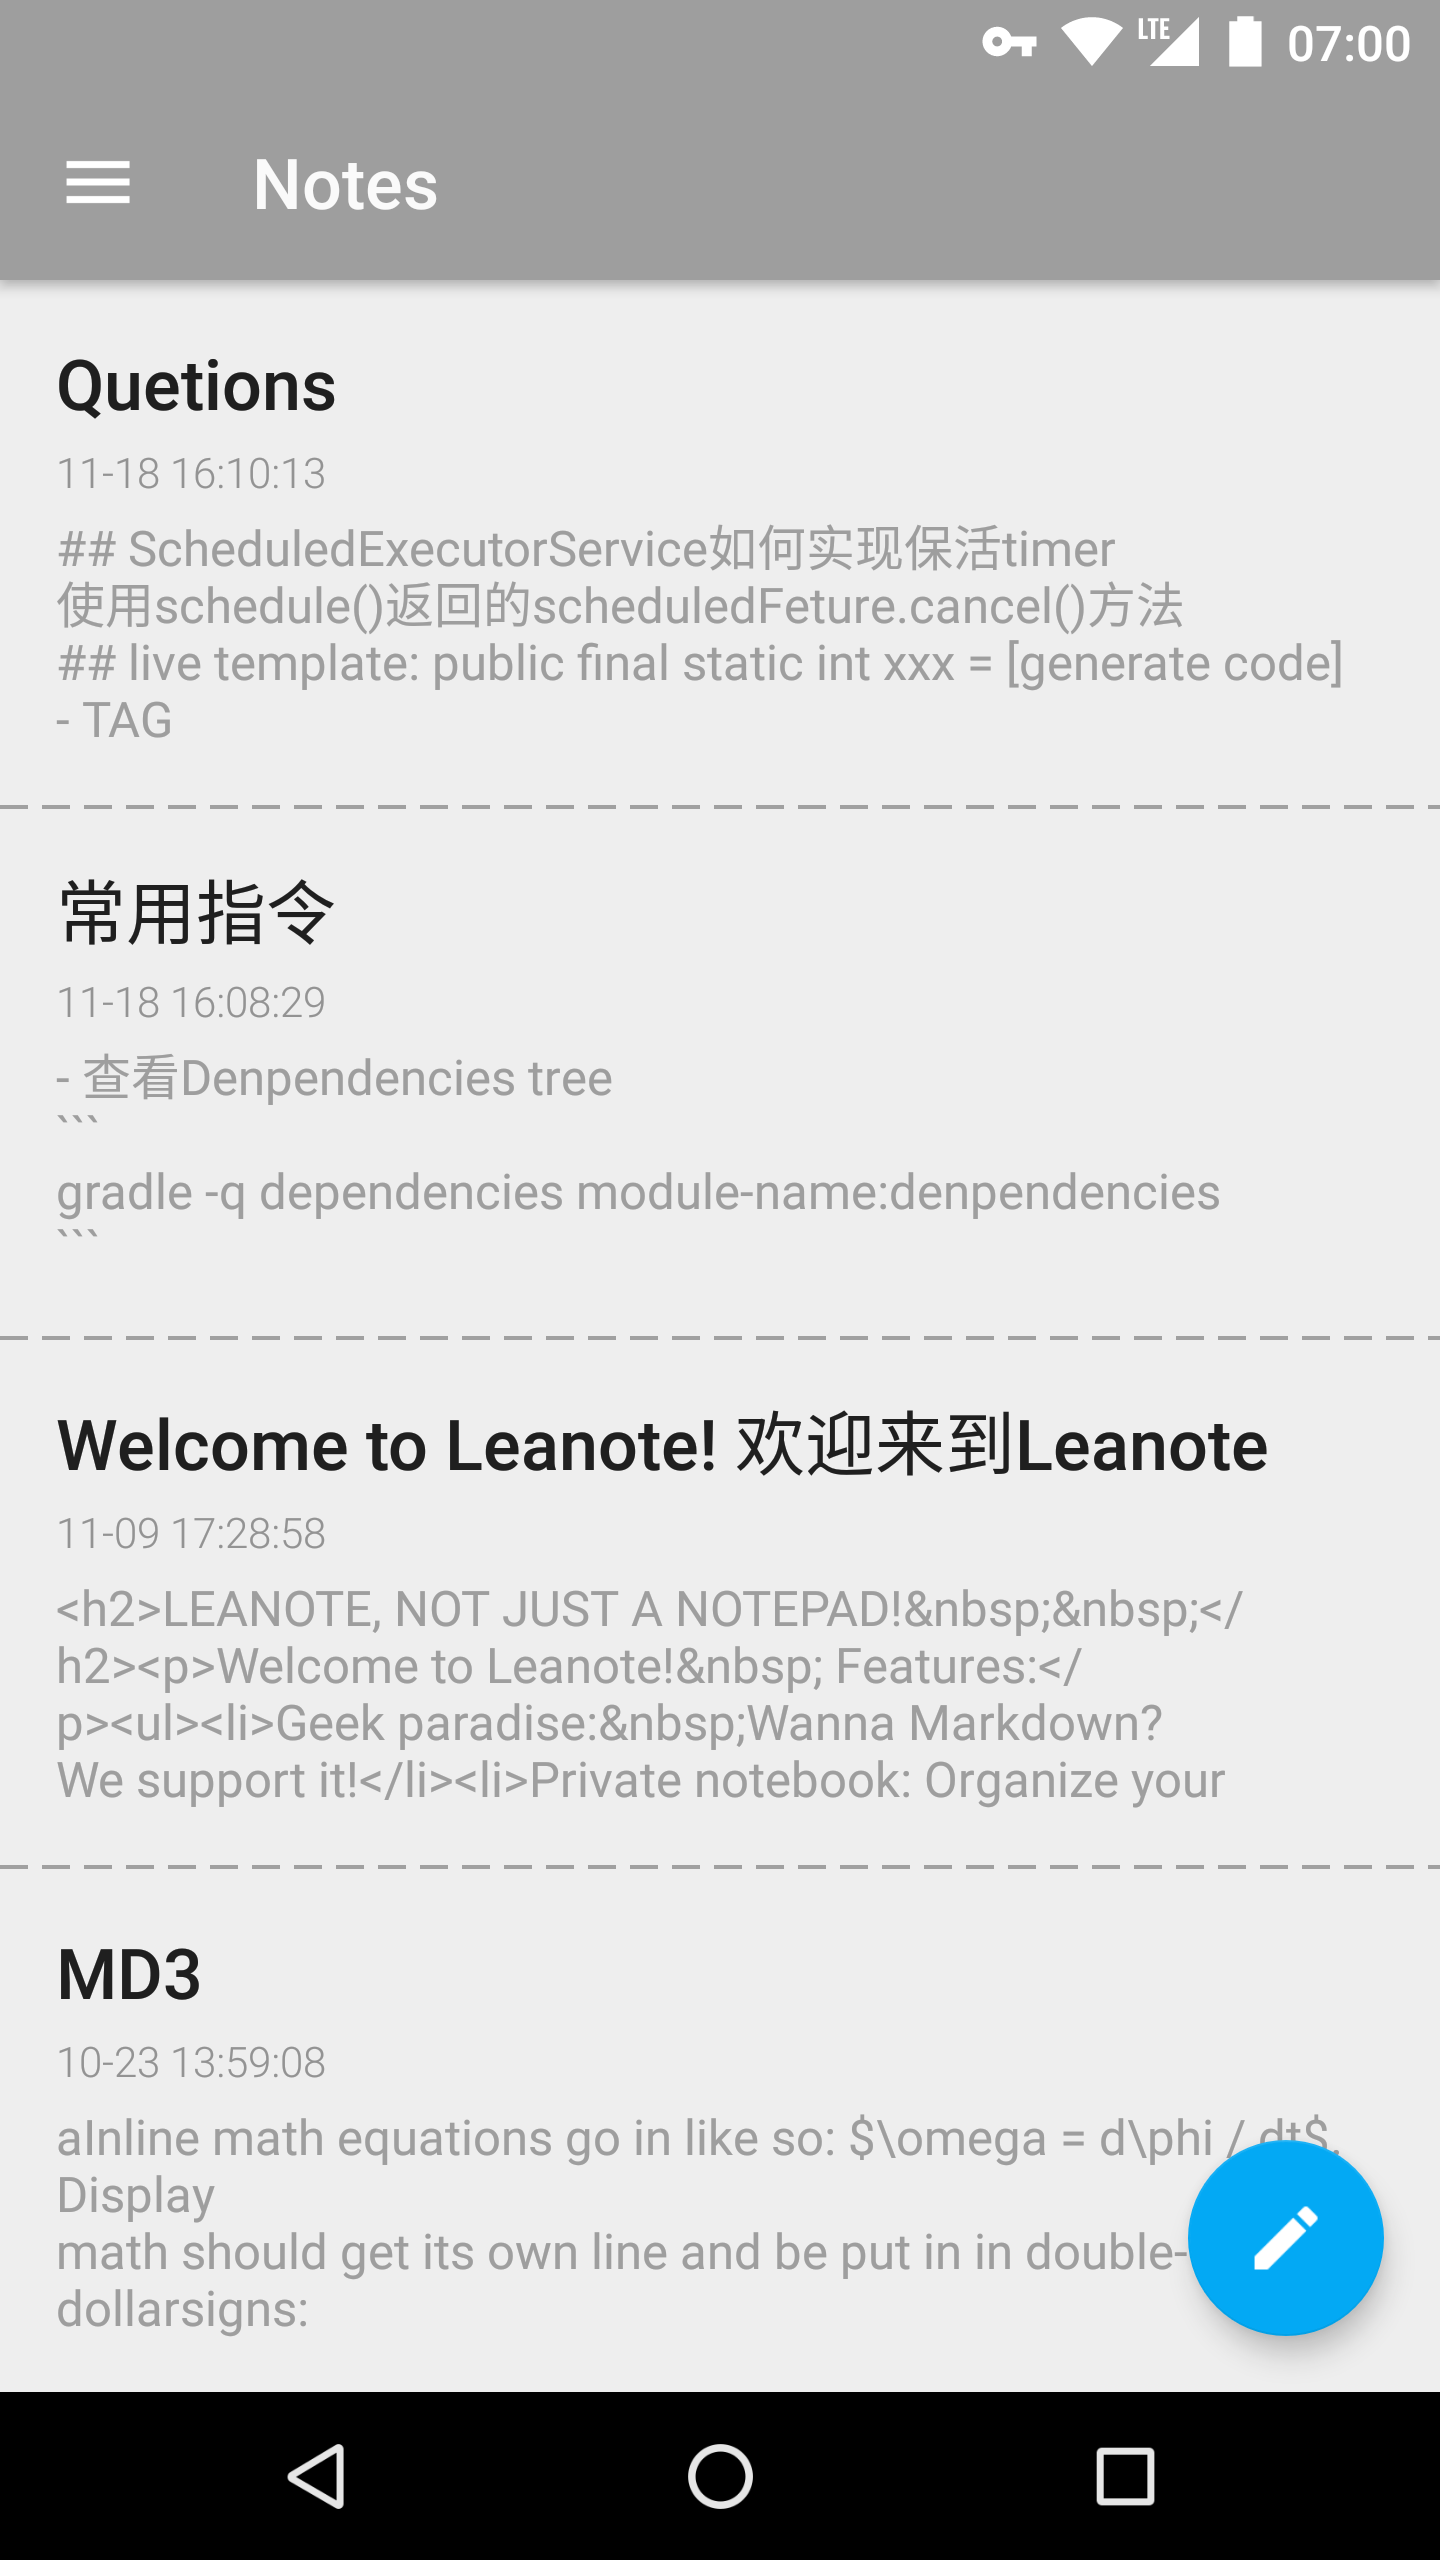 LTE 07:00
Notes
Quetions
11-18 16:10:13
## ScheduledExecutorService如何实现保活timer
使用schedule()返回的scheduledFeture.cancel()方法
## live template: public final static int xxx = [generate code]
- TAG
常用指令
11-18 16:08:29
- 查看Denpendencies tree
```
gradle -q dependencies module-name:denpendencies
```
Welcome to Leanote! 欢迎来到Leanote
11-09 17:28:58
<h2>LEANOTE, NOT JUST A NOTEPAD!&nbsp;&nbsp;</
h2><p>Welcome to Leanote!&nbsp; Features:</
p><ul><li>Geek paradise:&nbsp;Wanna Markdown?
We support it!</li><li>Private notebook: Organize your
MD3
10-23 13:59:08
aInline math equations go in like so: $\omega = d\phi / dt$.
Display
math should get its own line and be put in in double-
dollarsigns: